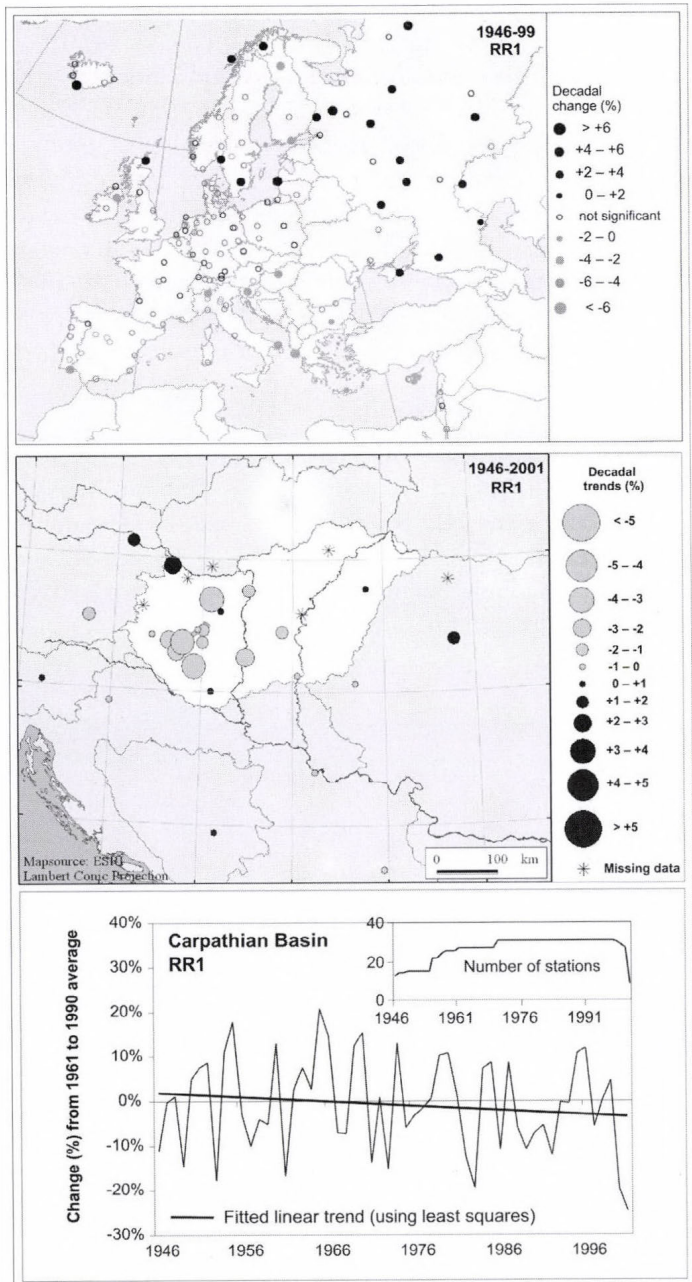 1946-99
RR1
Decadal
change (%)
> +6
+4 – +6
+2 – +4
0 – +2
not significant
-2 – 0
-4 – -2
-6 – -4
< -6
1946-2001
RR1
Decadal
trends (%)
< -5
-5 – -4
-4 – -3
-3 – -2
-2 – -1
-1 – 0
0 – +1
+1 – +2
+2 – +3
+3 – +4
+4 – +5
> +5
Missing data
Mapsource: ESRI
Lambert Conic Projection
0 100 km
Change (%) from 1961 to 1990 average
40%
30%
20%
10%
0%
-10%
-20%
-30%
Carpathian Basin
RR1
40
20
0
Number of stations
1946 1961 1976 1991
Fitted linear trend (using least squares)
1946 1956 1966 1976 1986 1996